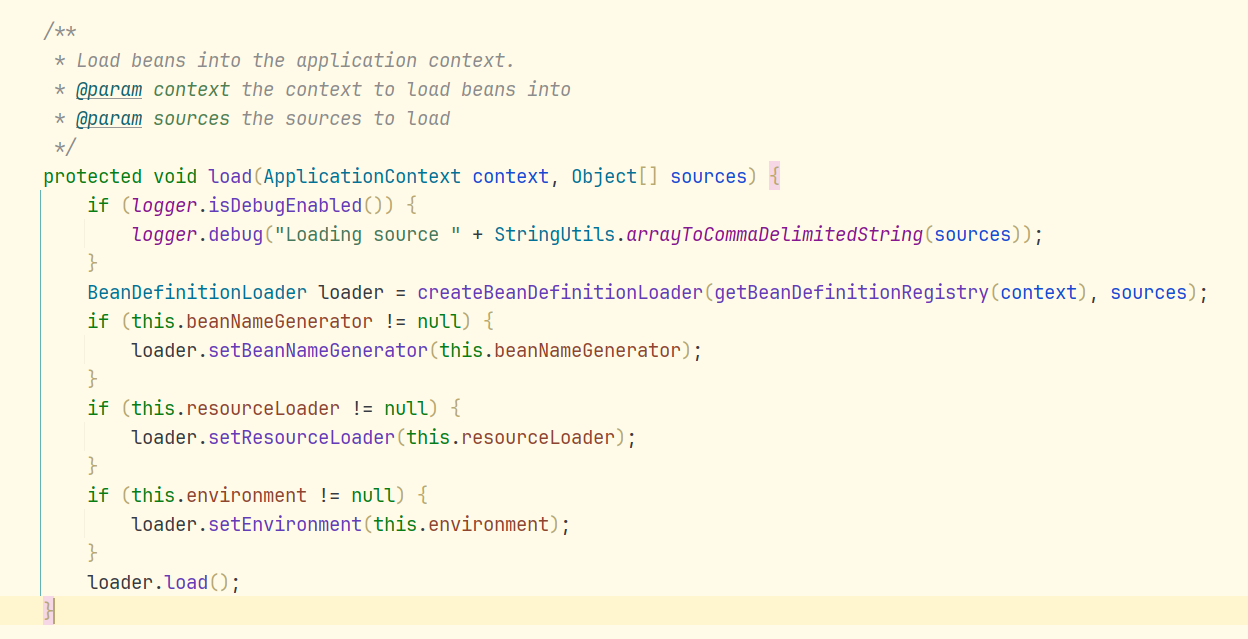 /**
 * Load beans into the application context.
 * @param context the context to load beans into
 * @param sources the sources to load
 */
protected void load(ApplicationContext context, Object[] sources) {
    if (logger.isDebugEnabled()) {
        logger.debug("Loading source " + StringUtils.arrayToCommaDelimitedString(sources));
    }
    BeanDefinitionLoader loader = createBeanDefinitionLoader(getBeanDefinitionRegistry(context), sources);
    if (this.beanNameGenerator != null) {
        loader.setBeanNameGenerator(this.beanNameGenerator);
    }
    if (this.resourceLoader != null) {
        loader.setResourceLoader(this.resourceLoader);
    }
    if (this.environment != null) {
        loader.setEnvironment(this.environment);
    }
    loader.load();
}